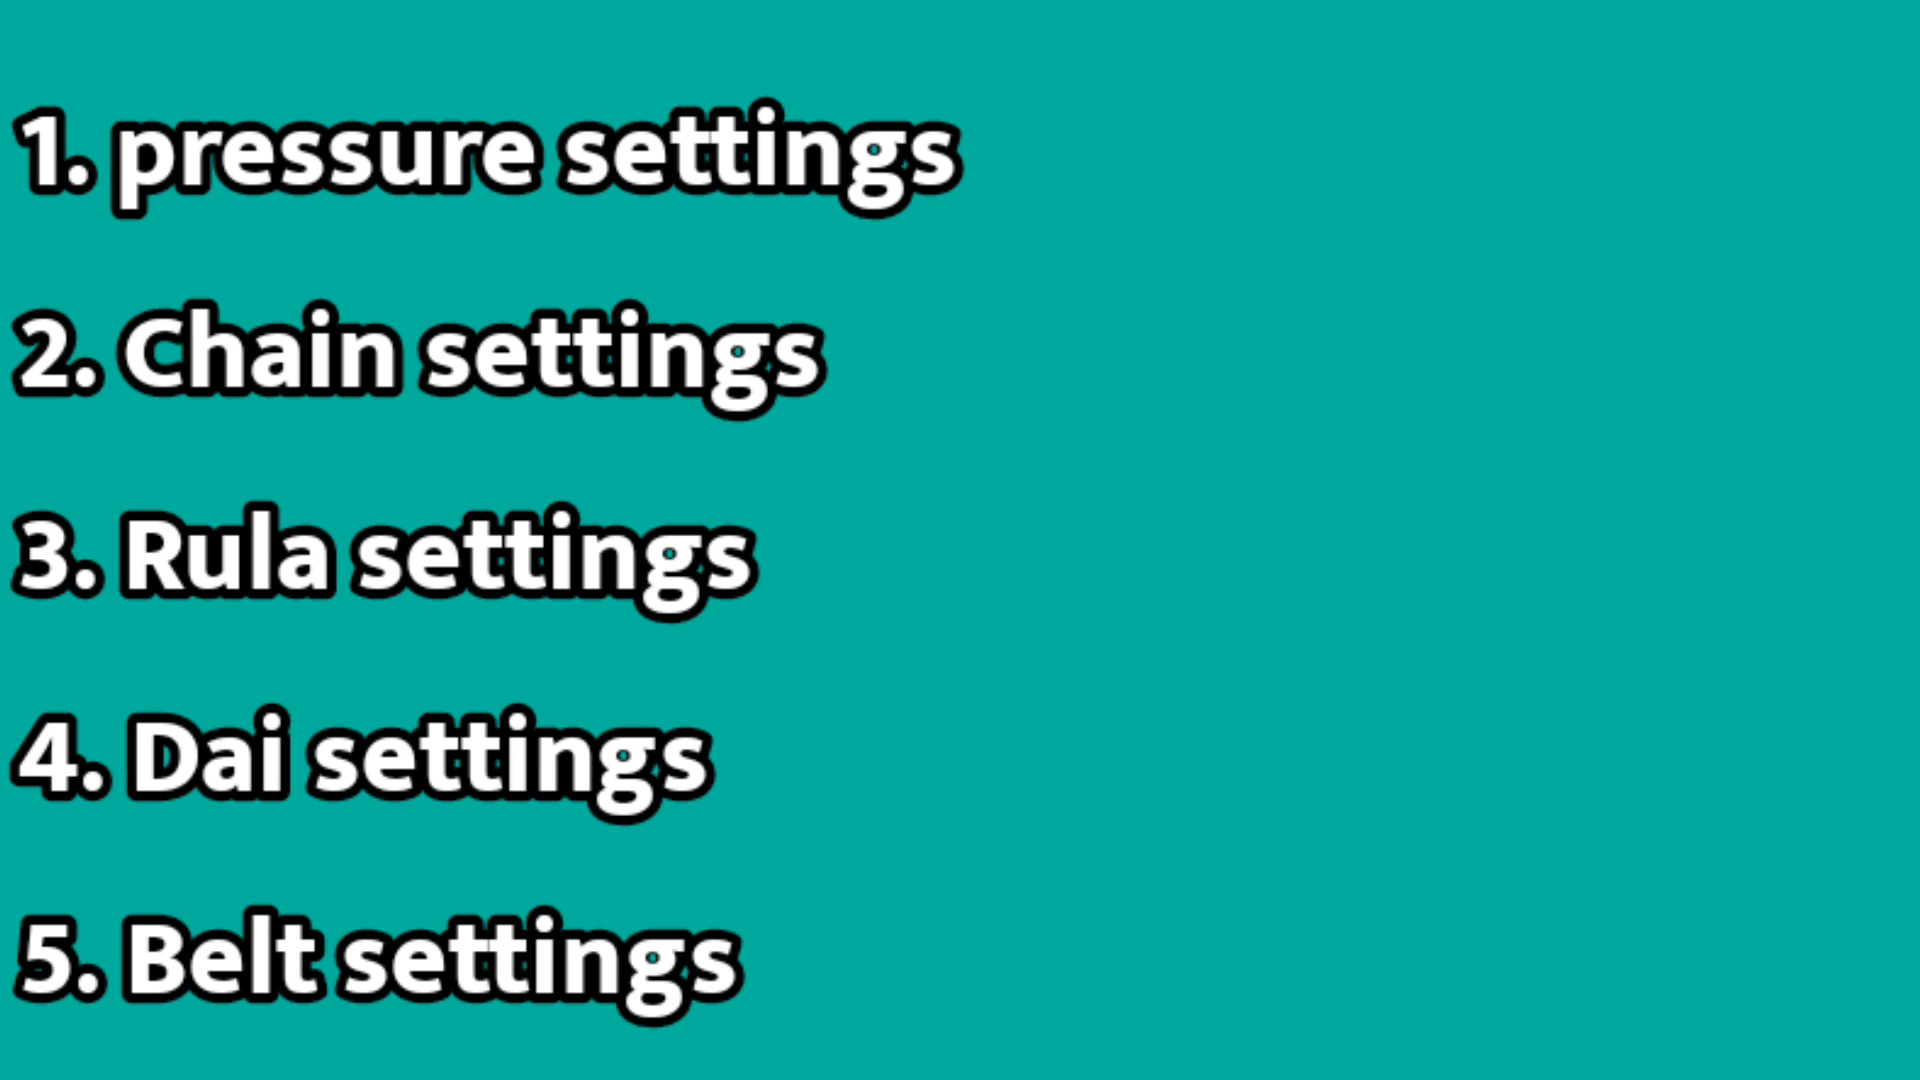 1. pressure settings
2. Chain settings
3. Rula settings
4. Dai settings
5. Belt settings